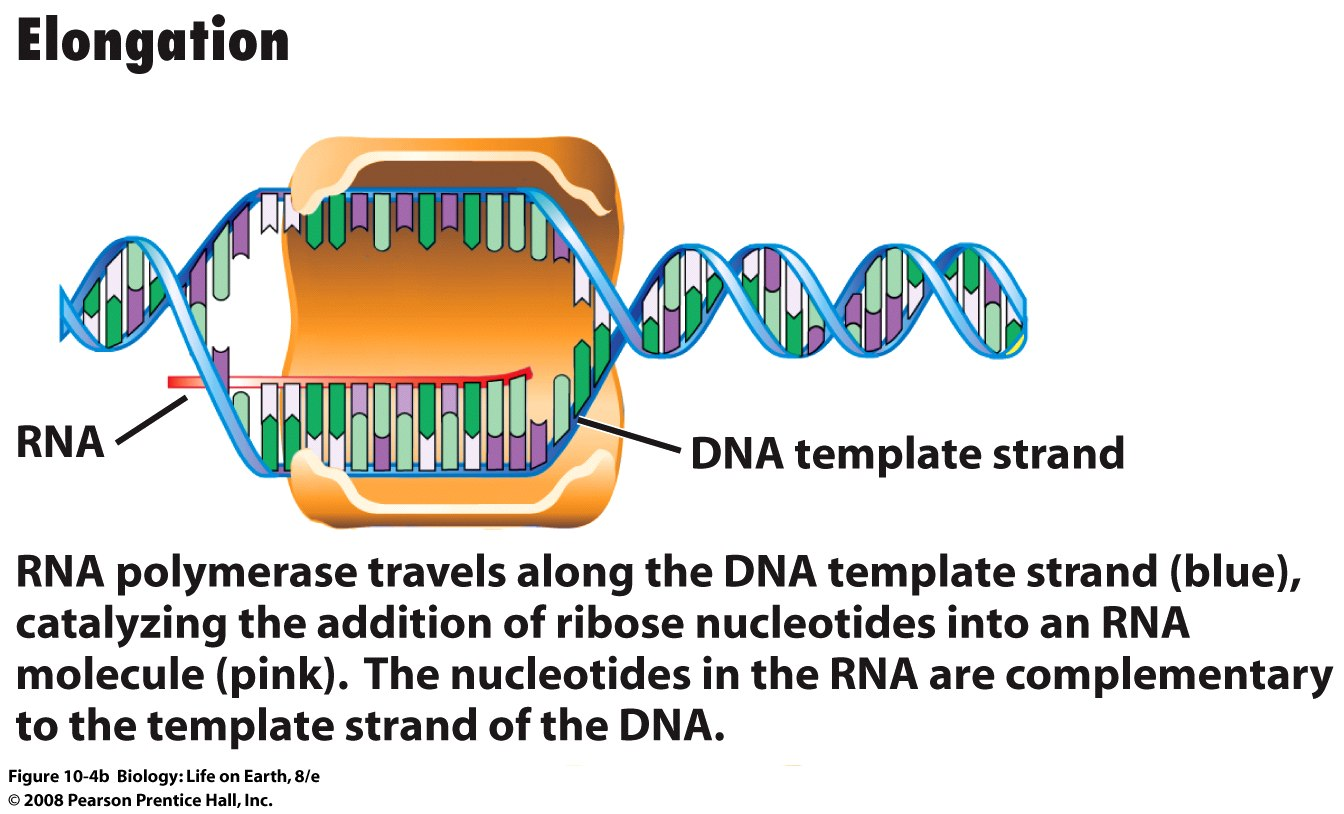 Elongation
RNA
DNA template strand
RNA polymerase travels along the DNA template strand (blue),
catalyzing the addition of ribose nucleotides into an RNA
molecule (pink).  The nucleotides in the RNA are complementary
to the template strand of the DNA.
Figure 10-4b  Biology: Life on Earth, 8/e
© 2008 Pearson Prentice Hall, Inc.